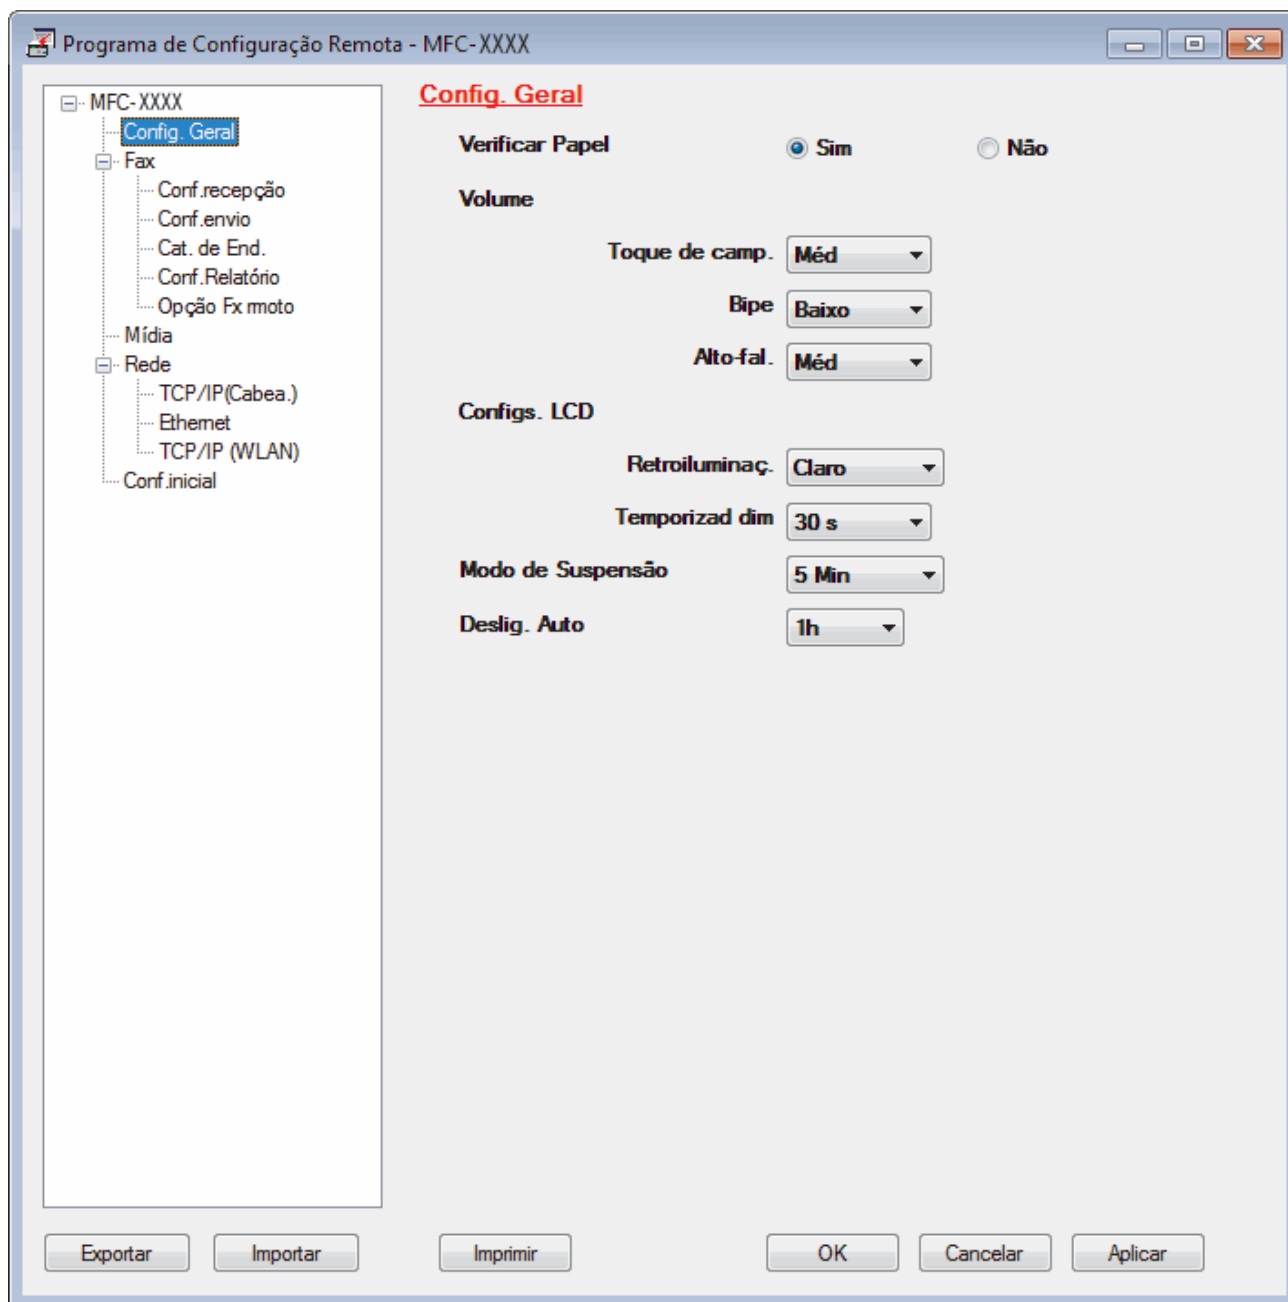 Programa de Configuração Remota - MFC-XXXX
MFC-XXXX
Config. Geral
Fax
Conf.recepção
Conf.envio
Cat. de End.
Conf.Relatório
Opção Fx rmoto
Mídia
Rede
TCP/IP(Cabea.)
Ethernet
TCP/IP (WLAN)
Conf.inicial
Config. Geral
Verificar Papel Sim Não
Volume
Toque de camp. Méd
Bipe Baixo
Alto-fal. Méd
Configs. LCD
Retroiluminaç. Claro
Temporizad dim 30 s
Modo de Suspensão 5 Min
Deslig. Auto 1h
Exportar Importar Imprimir OK Cancelar Aplicar